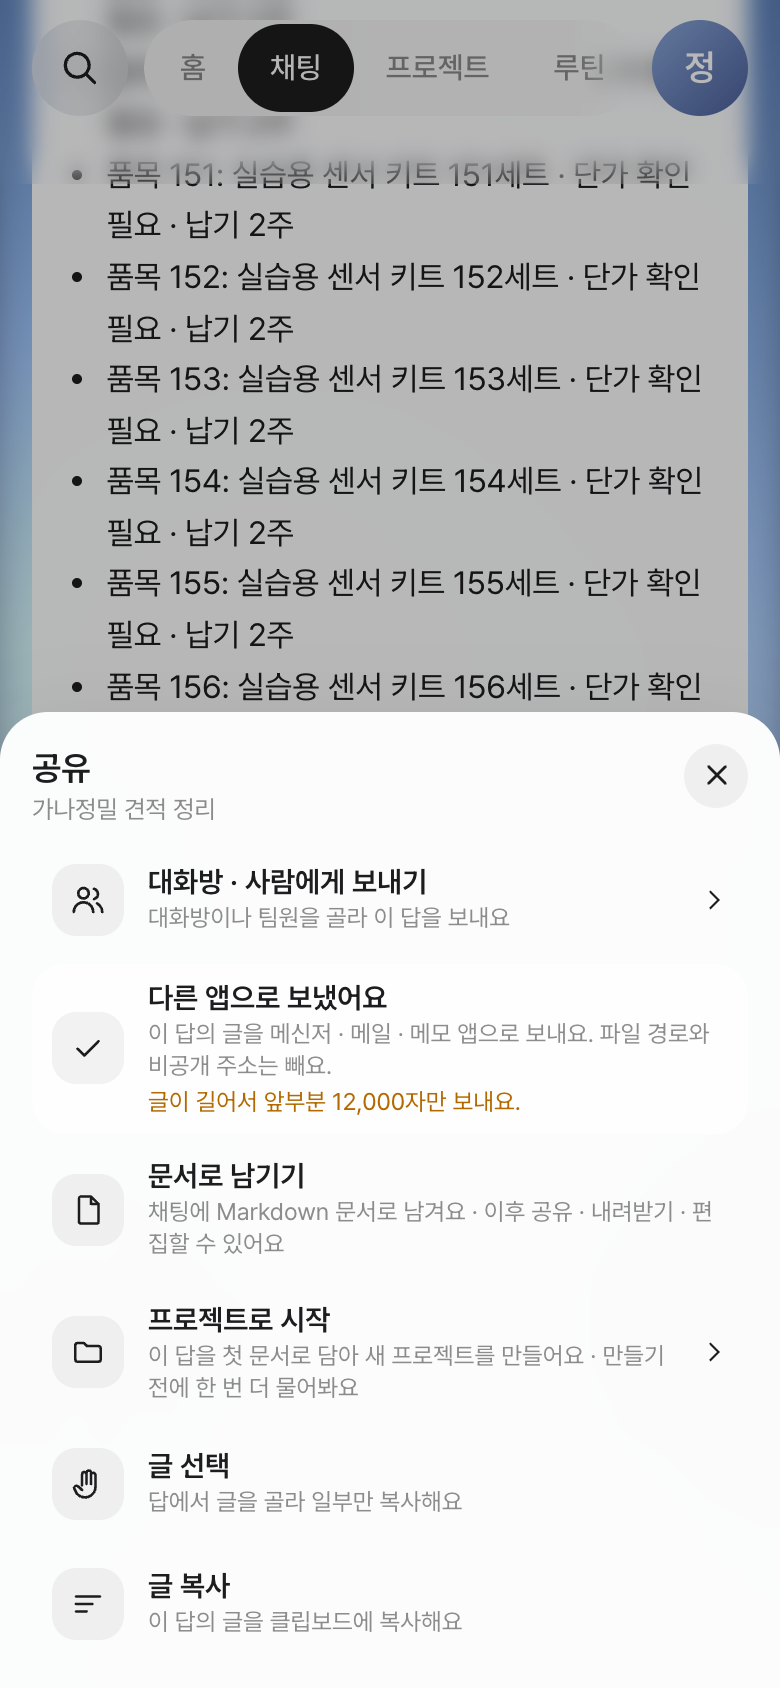 홈
채팅
프로젝트
루틴
정
품목 151: 실습용 센서 키트 151세트 · 단가 확인
필요 · 납기 2주
품목 152: 실습용 센서 키트 152세트 · 단가 확인
필요 · 납기 2주
품목 153: 실습용 센서 키트 153세트 · 단가 확인
필요 · 납기 2주
품목 154: 실습용 센서 키트 154세트 · 단가 확인
필요 · 납기 2주
품목 155: 실습용 센서 키트 155세트 · 단가 확인
필요 · 납기 2주
품목 156: 실습용 센서 키트 156세트 · 단가 확인
공유
가나정밀 견적 정리
대화방 · 사람에게 보내기
대화방이나 팀원을 골라 이 답을 보내요
다른 앱으로 보냈어요
이 답의 글을 메신저 · 메일 · 메모 앱으로 보내요. 파일 경로와
비공개 주소는 빼요.
글이 길어서 앞부분 12,000자만 보내요.
문서로 남기기
채팅에 Markdown 문서로 남겨요 · 이후 공유 · 내려받기 · 편
집할 수 있어요
프로젝트로 시작
이 답을 첫 문서로 담아 새 프로젝트를 만들어요 · 만들기
전에 한 번 더 물어봐요
글 선택
답에서 글을 골라 일부만 복사해요
글 복사
이 답의 글을 클립보드에 복사해요